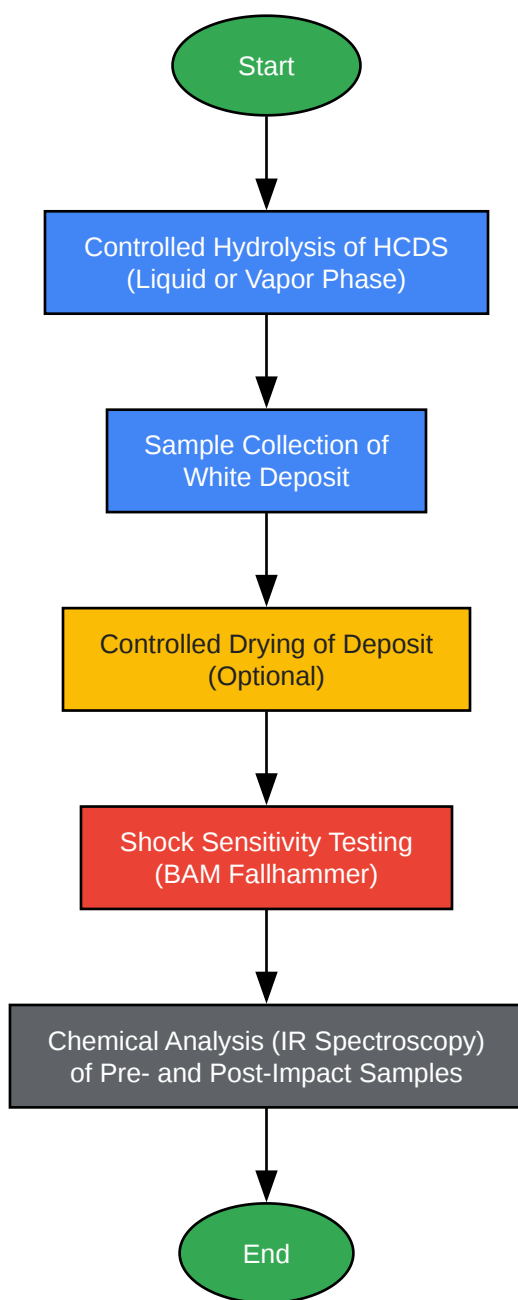 Start
Controlled Hydrolysis of HCDS
(Liquid or Vapor Phase)
Sample Collection of
White Deposit
Controlled Drying of Deposit
(Optional)
Shock Sensitivity Testing
(BAM Fallhammer)
Chemical Analysis (IR Spectroscopy)
of Pre- and Post-Impact Samples
End